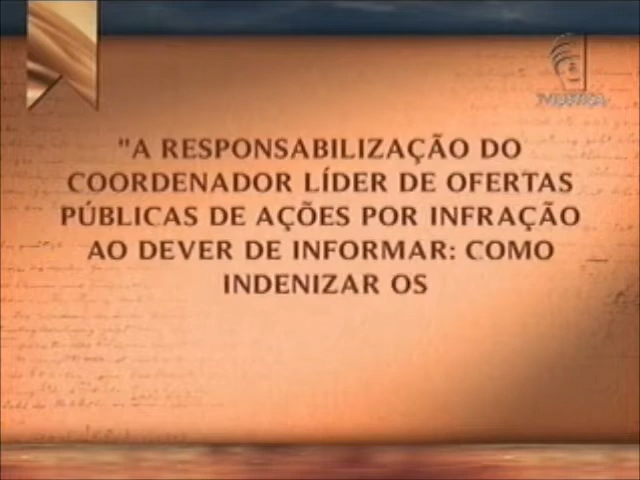 "A RESPONSABILIZAÇÃO DO
COORDENADOR LÍDER DE OFERTAS
PÚBLICAS DE AÇÕES POR INFRAÇÃO
AO DEVER DE INFORMAR: COMO
INDENIZAR OS